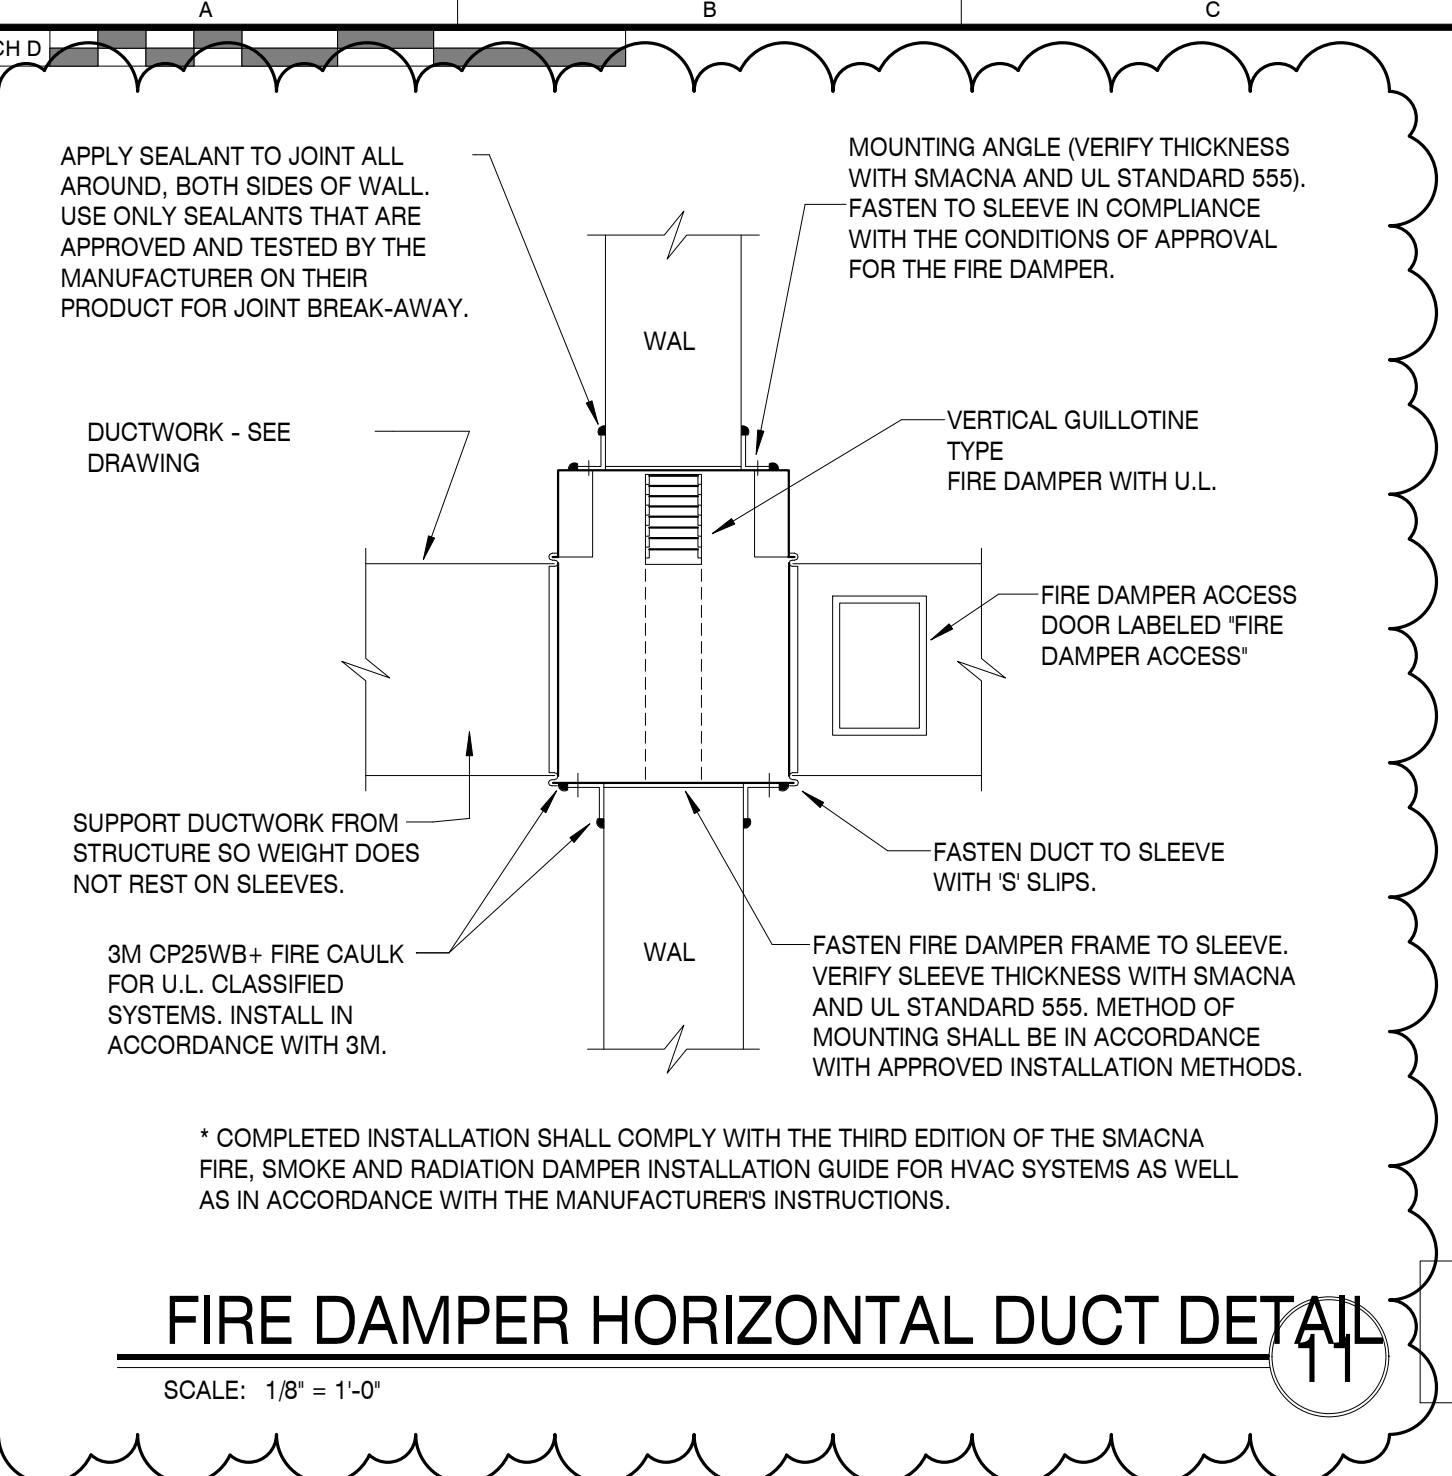 A
B
C
CH D
APPLY SEALANT TO JOINT ALL
AROUND, BOTH SIDES OF WALL.
USE ONLY SEALANTS THAT ARE
APPROVED AND TESTED BY THE
MANUFACTURER ON THEIR
PRODUCT FOR JOINT BREAK-AWAY.
MOUNTING ANGLE (VERIFY THICKNESS
WITH SMACNA AND UL STANDARD 555).
FASTEN TO SLEEVE IN COMPLIANCE
WITH THE CONDITIONS OF APPROVAL
FOR THE FIRE DAMPER.
WAL
DUCTWORK - SEE
DRAWING
VERTICAL GUILLOTINE
TYPE
FIRE DAMPER WITH U.L.
FIRE DAMPER ACCESS
DOOR LABELED "FIRE
DAMPER ACCESS"
SUPPORT DUCTWORK FROM
STRUCTURE SO WEIGHT DOES
NOT REST ON SLEEVES.
FASTEN DUCT TO SLEEVE
WITH 'S' SLIPS.
3M CP25WB+ FIRE CAULK
FOR U.L. CLASSIFIED
SYSTEMS. INSTALL IN
ACCORDANCE WITH 3M.
WAL
FASTEN FIRE DAMPER FRAME TO SLEEVE.
VERIFY SLEEVE THICKNESS WITH SMACNA
AND UL STANDARD 555. METHOD OF
MOUNTING SHALL BE IN ACCORDANCE
WITH APPROVED INSTALLATION METHODS.
* COMPLETED INSTALLATION SHALL COMPLY WITH THE THIRD EDITION OF THE SMACNA
FIRE, SMOKE AND RADIATION DAMPER INSTALLATION GUIDE FOR HVAC SYSTEMS AS WELL
AS IN ACCORDANCE WITH THE MANUFACTURER'S INSTRUCTIONS.
FIRE DAMPER HORIZONTAL DUCT DETAIL
11
SCALE: 1/8" = 1'-0"